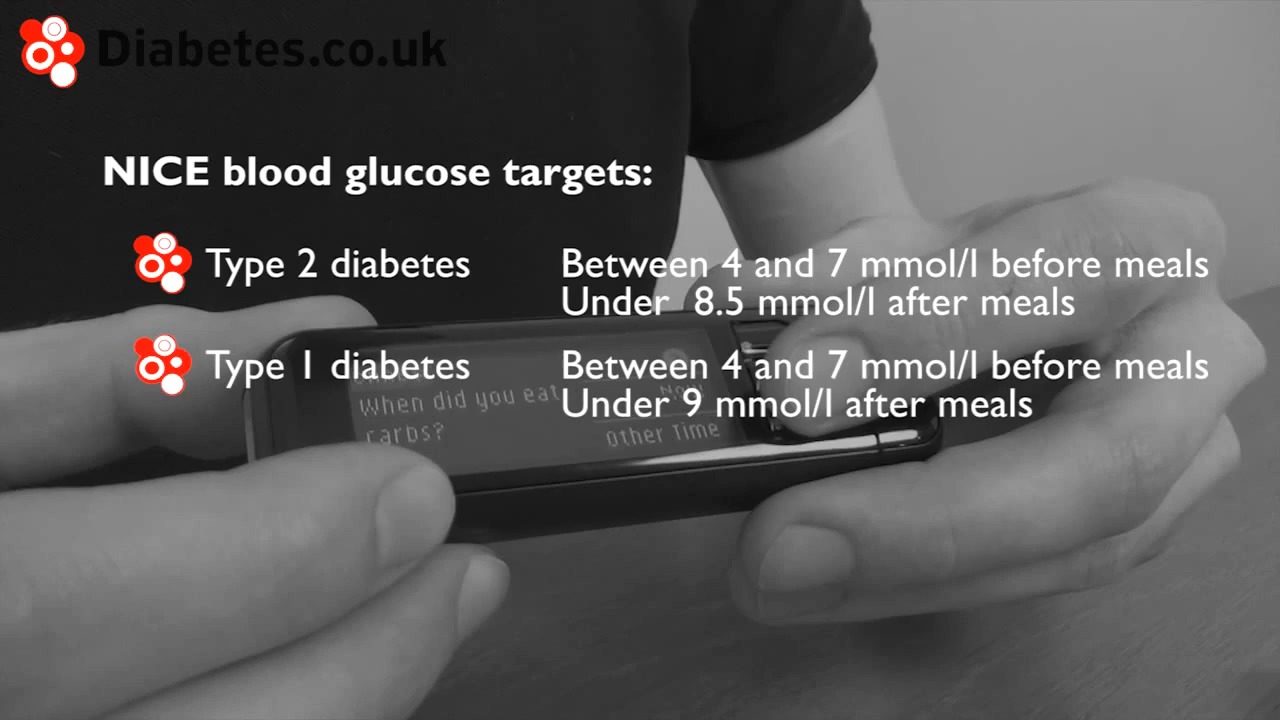 Diabetes.co.uk
NICE blood glucose targets:
Type 2 diabetes Between 4 and 7 mmol/l before meals
Under 8.5 mmol/l after meals
Type 1 diabetes Between 4 and 7 mmol/l before meals
Under 9 mmol/l after meals
When did you eat Now
carbs?
Other Time